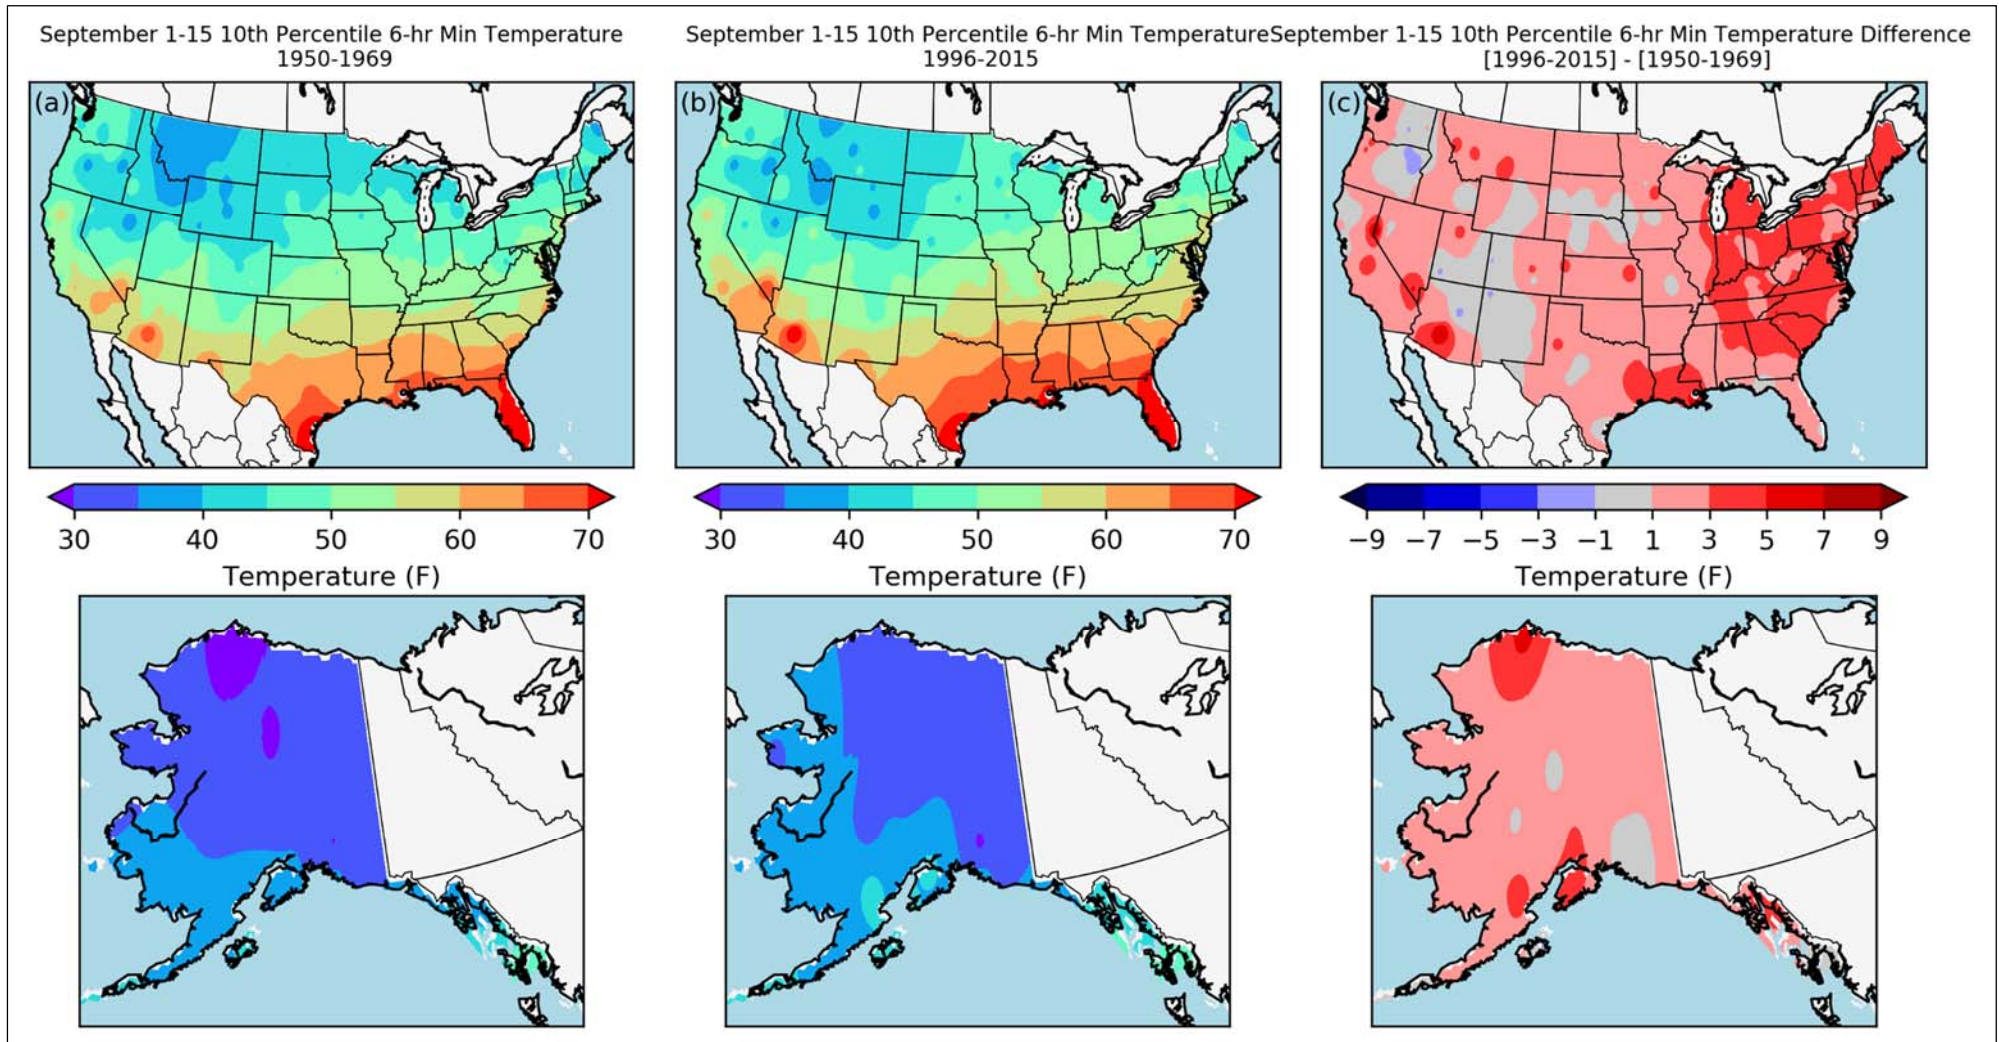 September 1-15 10th Percentile 6-hr Min Temperature
1950-1969
September 1-15 10th Percentile 6-hr Min Temperature
1996-2015
September 1-15 10th Percentile 6-hr Min Temperature Difference
[1996-2015] - [1950-1969]
(a)
(b)
(c)
30 40 50 60 70
Temperature (F)
30 40 50 60 70
Temperature (F)
−9 −7 −5 −3 −1 1 3 5 7 9
Temperature (F)